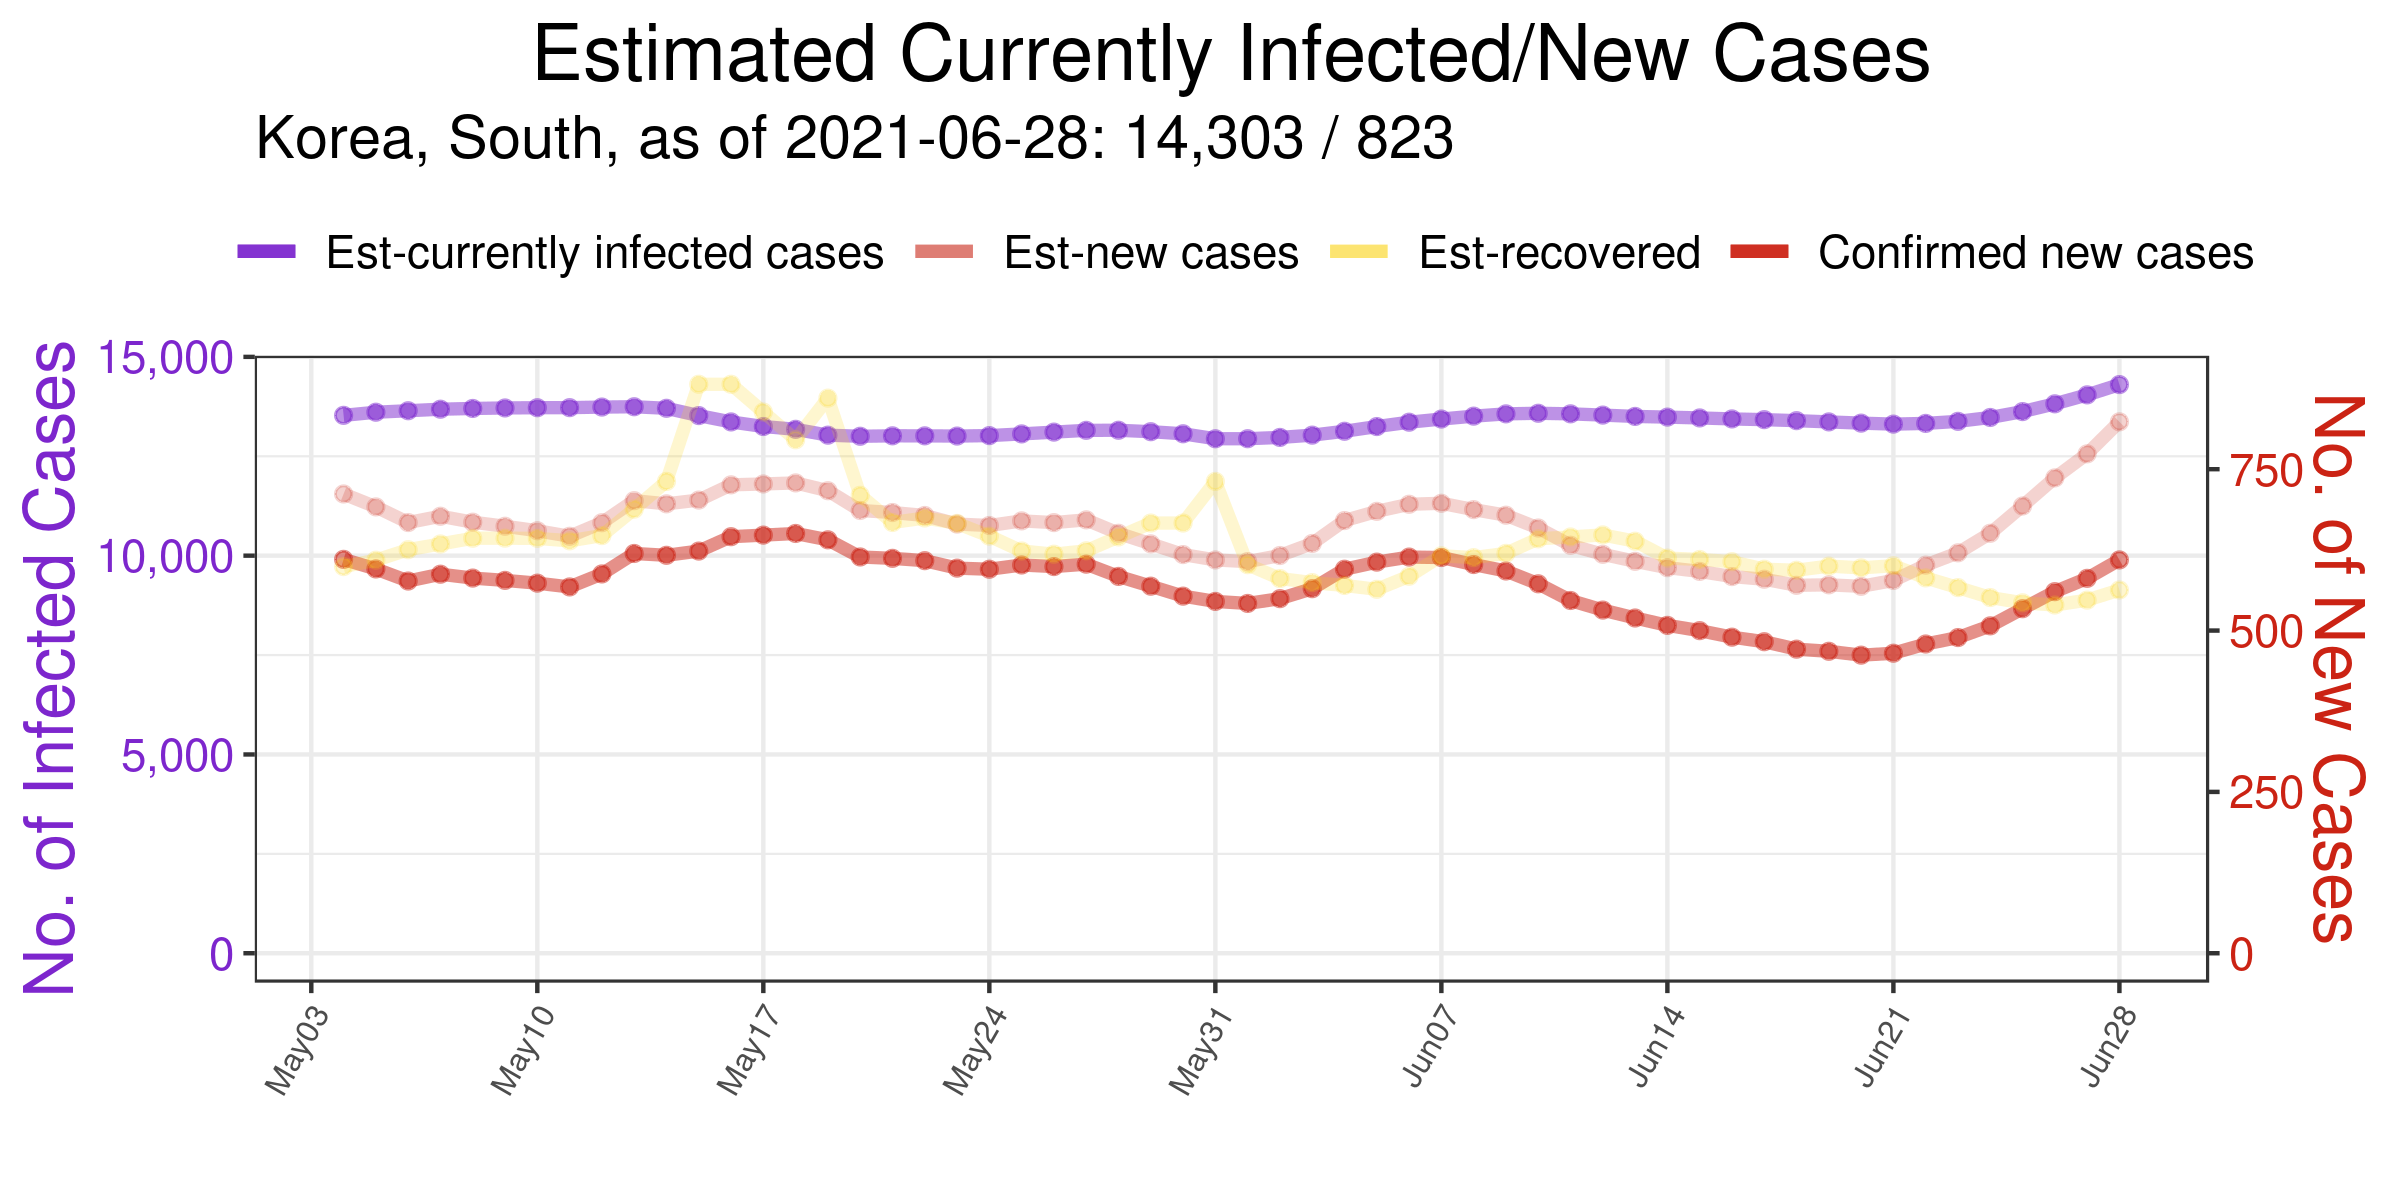 Estimated Currently Infected/New Cases
Korea, South, as of 2021-06-28: 14,303 / 823
Est-currently infected cases Est-new cases Est-recovered Confirmed new cases
No. of Infected Cases
15,000
10,000
5,000
0
750
500
250
0
No. of New Cases
May03 May10 May17 May24 May31 Jun07 Jun14 Jun21 Jun28